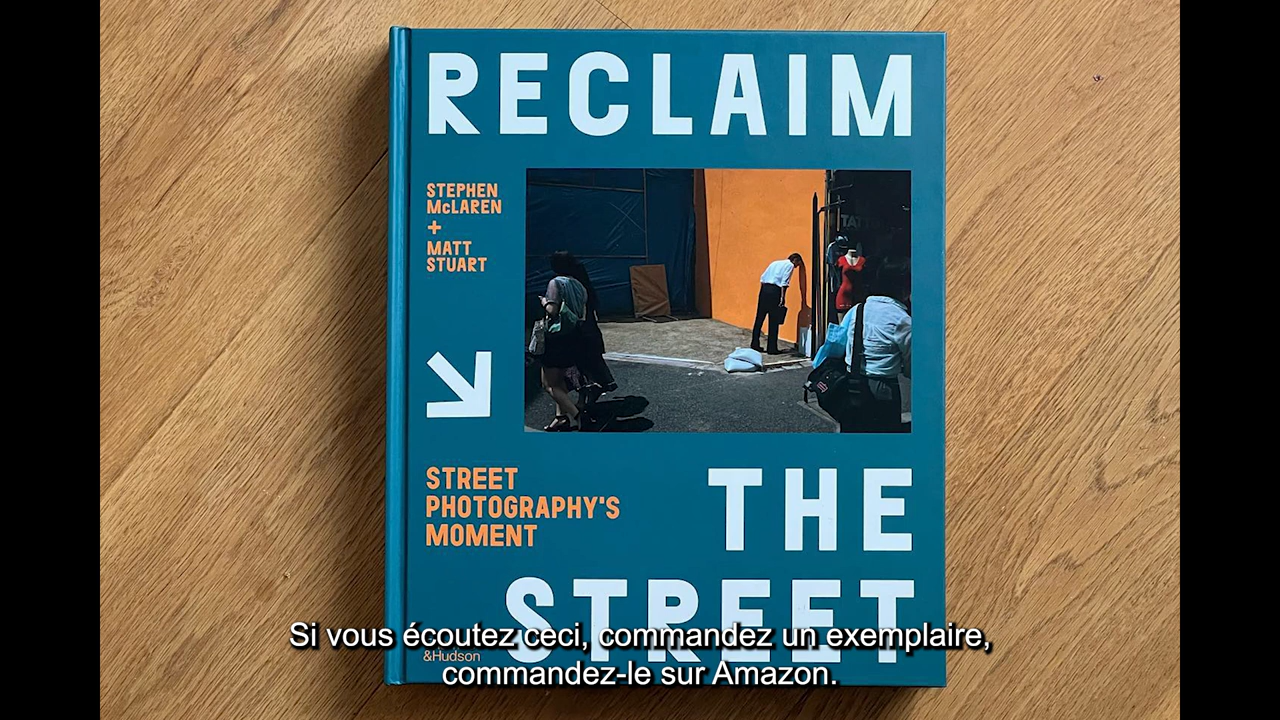 RECLAIM
STEPHEN
McLAREN
+
MATT
STUART
TATTO
STREET
PHOTOGRAPHY'S
MOMENT
THE
STREET
&Hudson
Si vous écoutez ceci, commandez un exemplaire,
commandez-le sur Amazon.